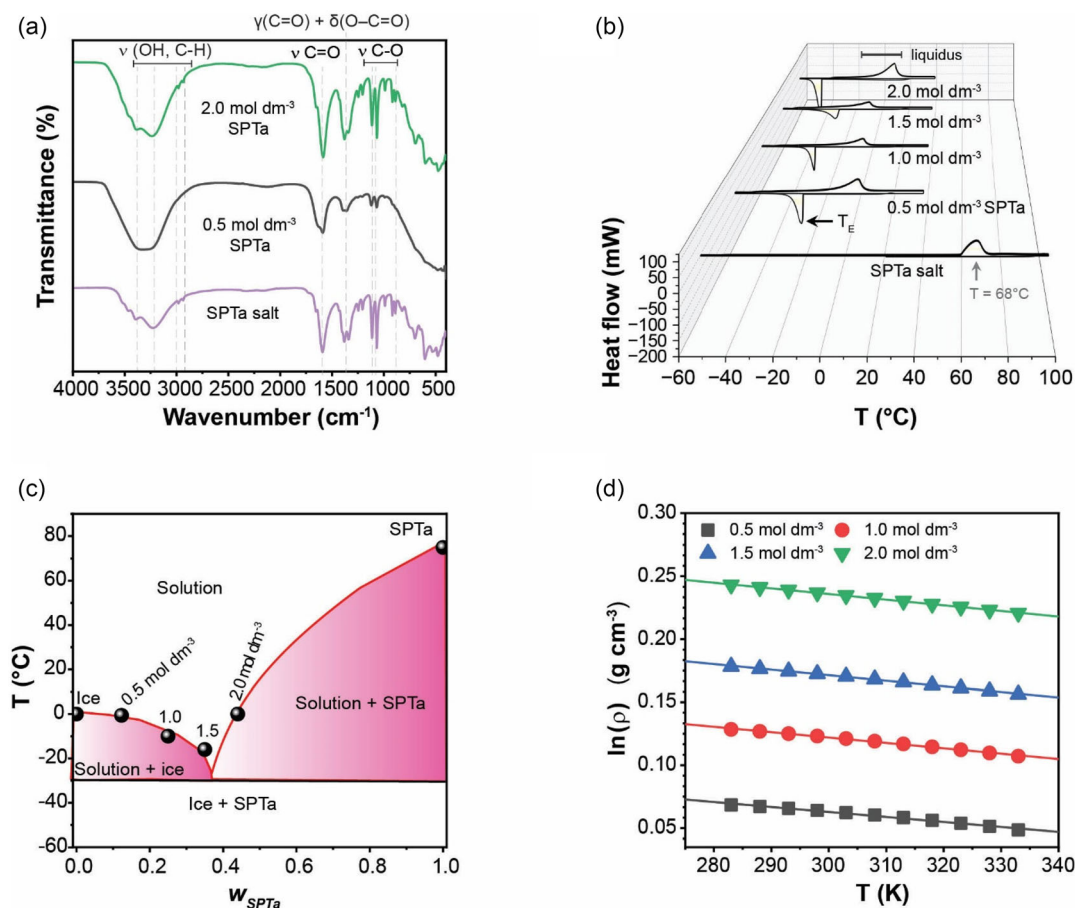 (a)
γ(C=O) + δ(O–C=O)
ν (OH, C-H)
ν C=O
ν C-O
2.0 mol dm-3
SPTa
0.5 mol dm-3
SPTa
SPTa salt
Transmittance (%)
4000 3500 3000 2500 2000 1500 1000 500
Wavenumber (cm-1)
(b)
liquidus
2.0 mol dm-3
1.5 mol dm-3
1.0 mol dm-3
0.5 mol dm-3 SPTa
TE
SPTa salt
T = 68°C
Heat flow (mW)
100
50
0
-50
-100
-150
-200
-60 -40 -20 0 20 40 60 80 100
T (°C)
(c)
SPTa
Solution
Ice
0.5 mol dm-3
1.0
1.5
2.0 mol dm-3
Solution + SPTa
Solution + ice
Ice + SPTa
T (°C)
80
60
40
20
0
-20
-40
-60
0.0 0.2 0.4 0.6 0.8 1.0
wSPTa
(d)
0.5 mol dm-3 1.0 mol dm-3
1.5 mol dm-3 2.0 mol dm-3
ln(ρ) (g cm-3)
0.30
0.25
0.20
0.15
0.10
0.05
280 290 300 310 320 330 340
T (K)